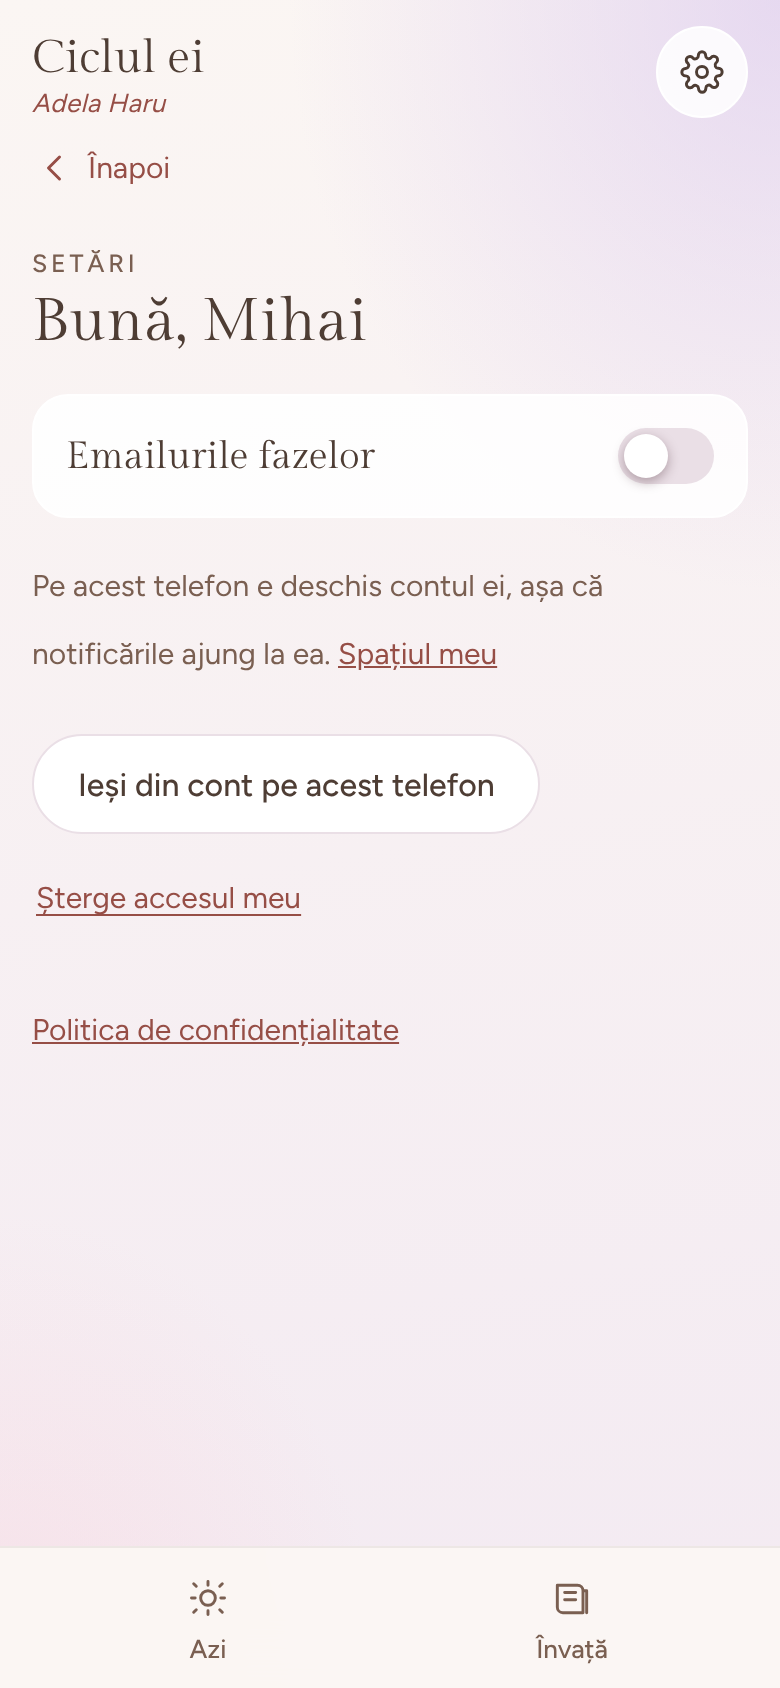 Ciclul ei
Adela Haru
Înapoi
SETĂRI
Bună, Mihai
Emailurile fazelor
Pe acest telefon e deschis contul ei, așa că
notificările ajung la ea. Spațiul meu
Ieși din cont pe acest telefon
Șterge accesul meu
Politica de confidențialitate
Azi
Învață